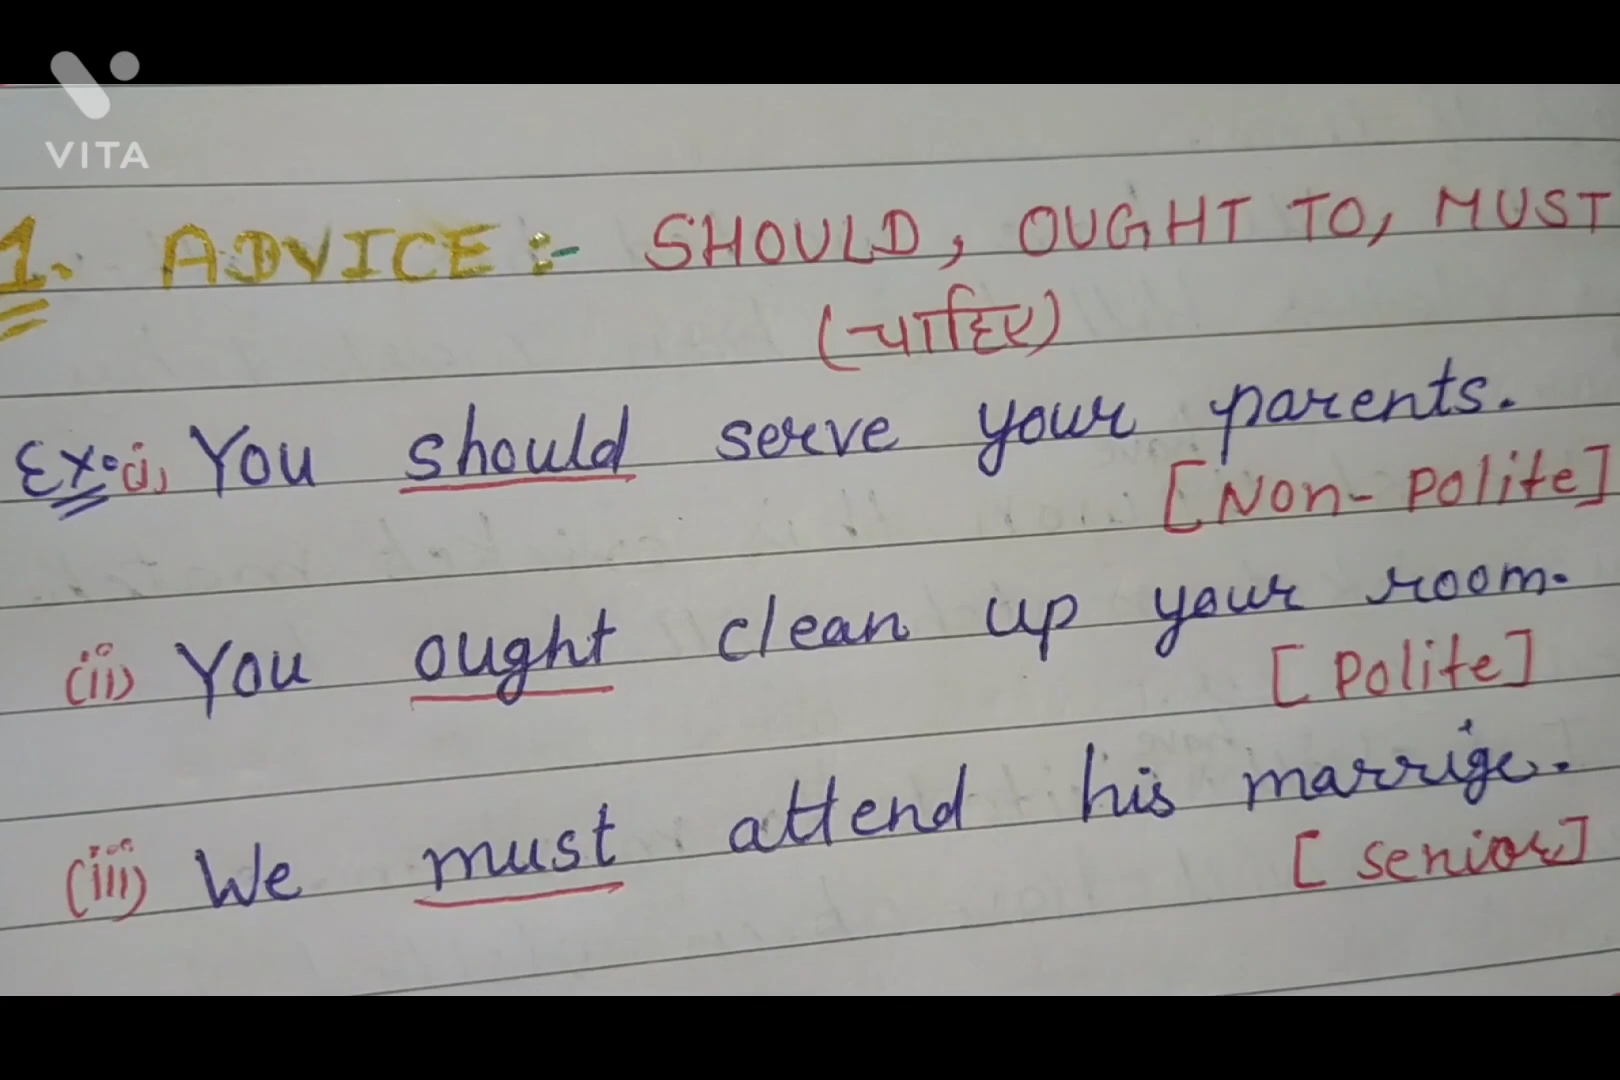 VITA
1. ADVICE :- SHOULD, OUGHT TO, MUST
(चाहिए)
Ex:- i, You should serve your parents.
[Non-Polite]
(ii) You ought clean up your room.
[Polite]
(iii) We must attend his marrige.
[Senior]